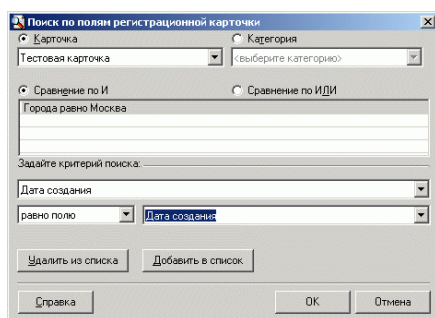 Поиск по полям регистрационной карточки
Карточка Категория
Тестовая карточка <выберите категорию>
Сравнение по И Сравнение по ИЛИ
Города равно Москва
Задайте критерий поиска:
Дата создания
равно полю Дата создания
Удалить из списка Добавить в список
Справка OK Отмена